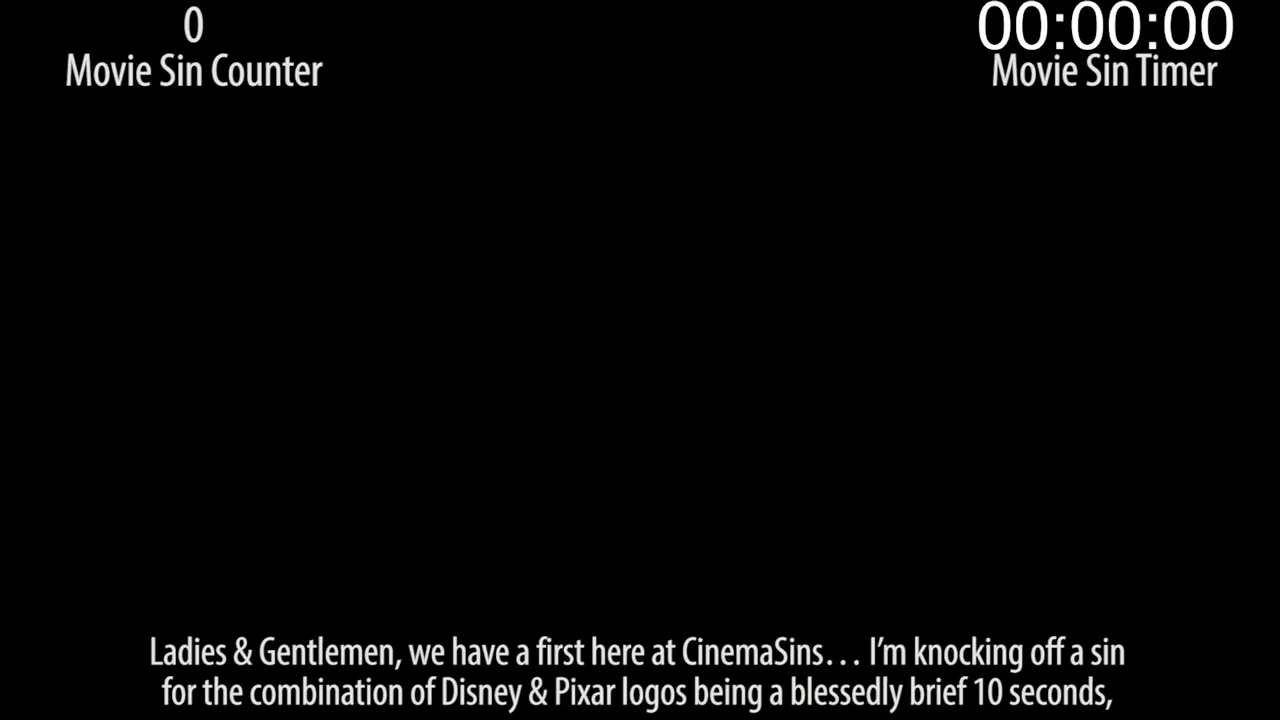 0
Movie Sin Counter
00:00:00
Movie Sin Timer
Ladies & Gentlemen, we have a first here at CinemaSins… I'm knocking off a sin
for the combination of Disney & Pixar logos being a blessedly brief 10 seconds,